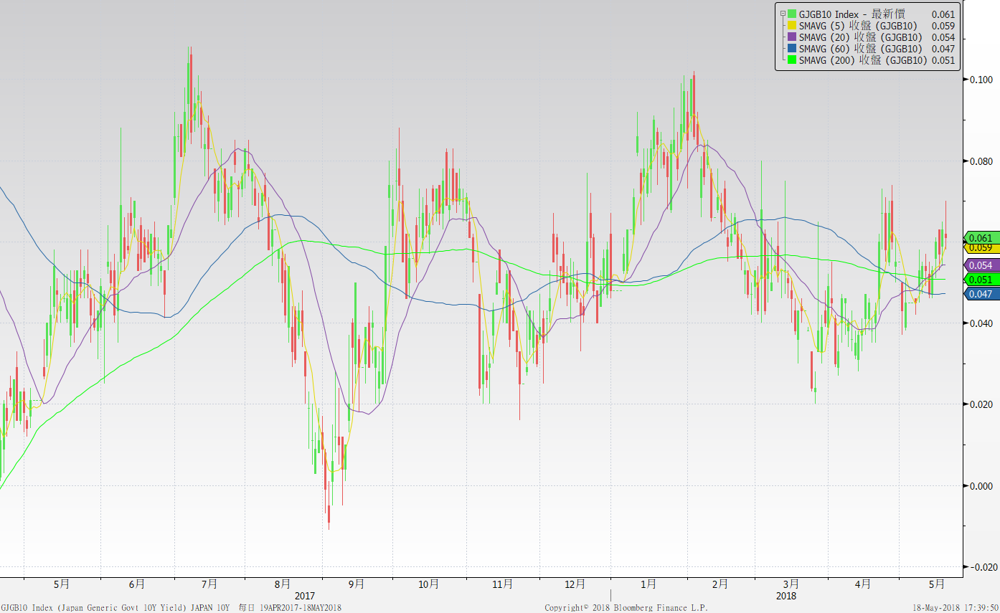 GJGB10 Index - 最新價 0.061
SMAVG (5) 收盤 (GJGB10) 0.059
SMAVG (20) 收盤 (GJGB10) 0.054
SMAVG (60) 收盤 (GJGB10) 0.047
SMAVG (200) 收盤 (GJGB10) 0.051
0.100
0.080
0.061
0.059
0.054
0.051
0.047
0.040
0.020
0.000
-0.020
5月 6月 7月 8月 9月 10月 11月 12月 1月 2月 3月 4月 5月
2017 2018
GJGB10 Index (Japan Generic Govt 10Y Yield) JAPAN 10Y 每日 19APR2017-18MAY2018 Copyright© 2018 Bloomberg Finance L.P. 18-May-2018 17:39:50